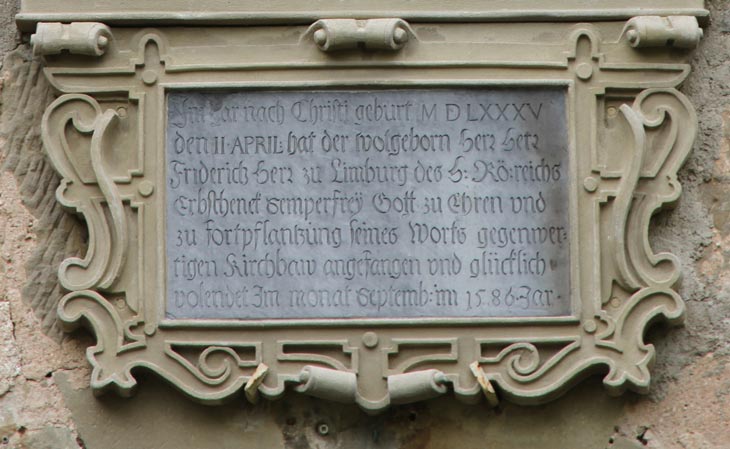 Im Jar nach Christi geburt M D LXXXV
den 11 APRIL hat der wolgeborn Herr Herr
Friderich Herr zu Limburg des H: Rö: reichs
Erbschenck Semperfreÿ Gott zu Ehren vnd
zu fortpflantzung seines Worts gegenwer-
tigen Kirchbaw angefangen vnd glücklich
volendet Im monat Septemb: im 1586 Jar